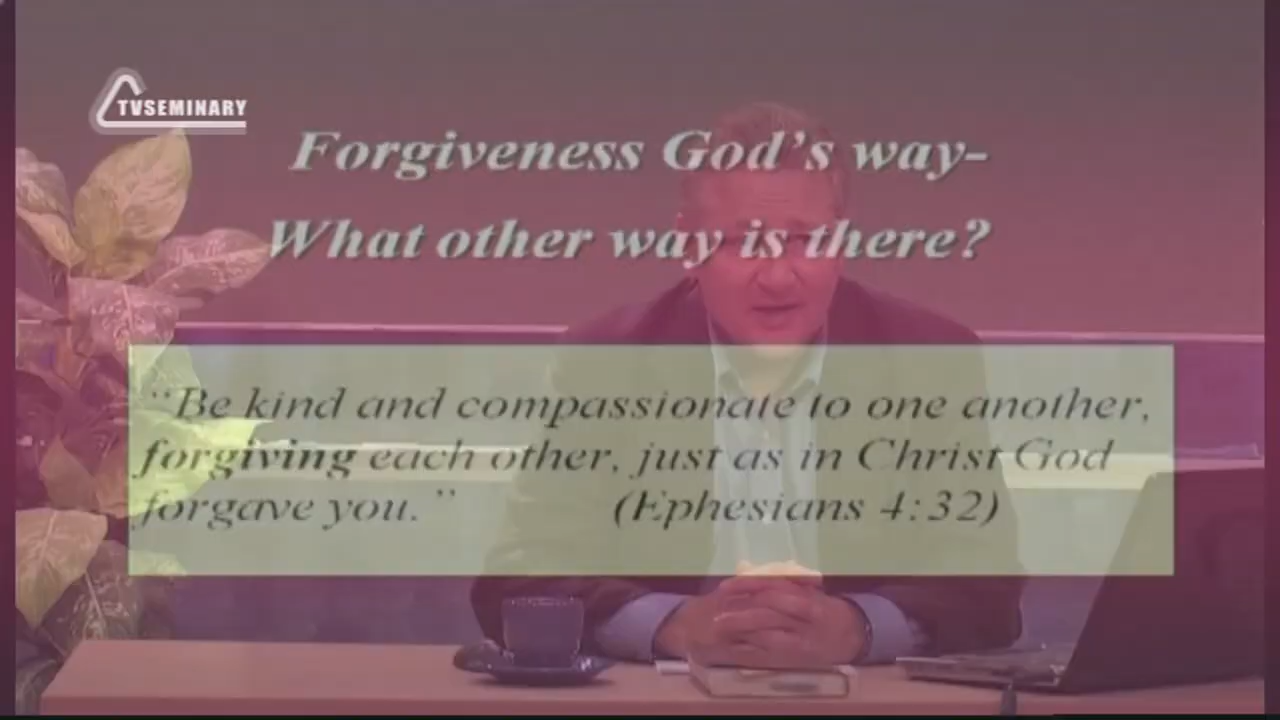 TVSEMINARY
Forgiveness God's way-
What other way is there?
"Be kind and compassionate to one another,
forgiving each other, just as in Christ God
forgave you." (Ephesians 4:32)